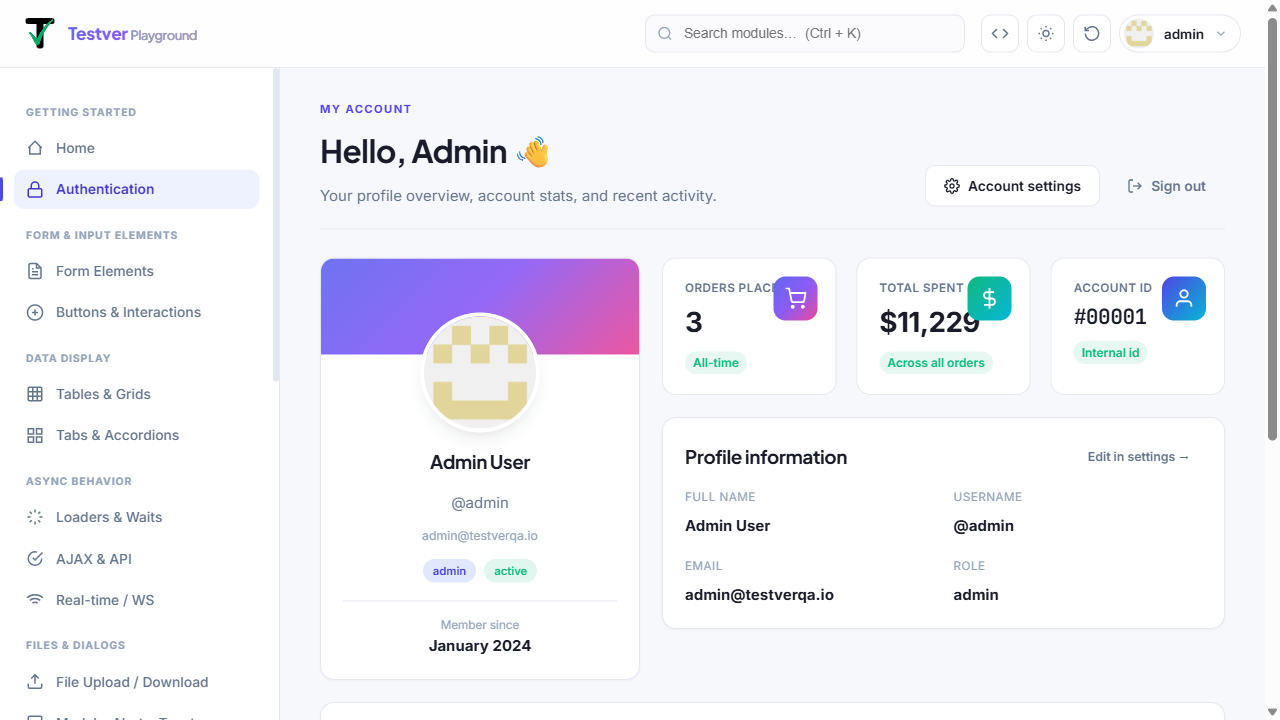 Testver Playground
Search modules... (Ctrl + K)
admin
GETTING STARTED
Home
Authentication
FORM & INPUT ELEMENTS
Form Elements
Buttons & Interactions
DATA DISPLAY
Tables & Grids
Tabs & Accordions
ASYNC BEHAVIOR
Loaders & Waits
AJAX & API
Real-time / WS
FILES & DIALOGS
File Upload / Download
MY ACCOUNT
Hello, Admin 👋
Your profile overview, account stats, and recent activity.
Account settings
Sign out
Admin User
@admin
admin@testverqa.io
admin
active
Member since
January 2024
ORDERS
3
All-time
TOTAL SPENT
$11,229
Across all orders
ACCOUNT ID
#00001
Internal id
Profile information
Edit in settings →
FULL NAME
Admin User
USERNAME
@admin
EMAIL
admin@testverqa.io
ROLE
admin